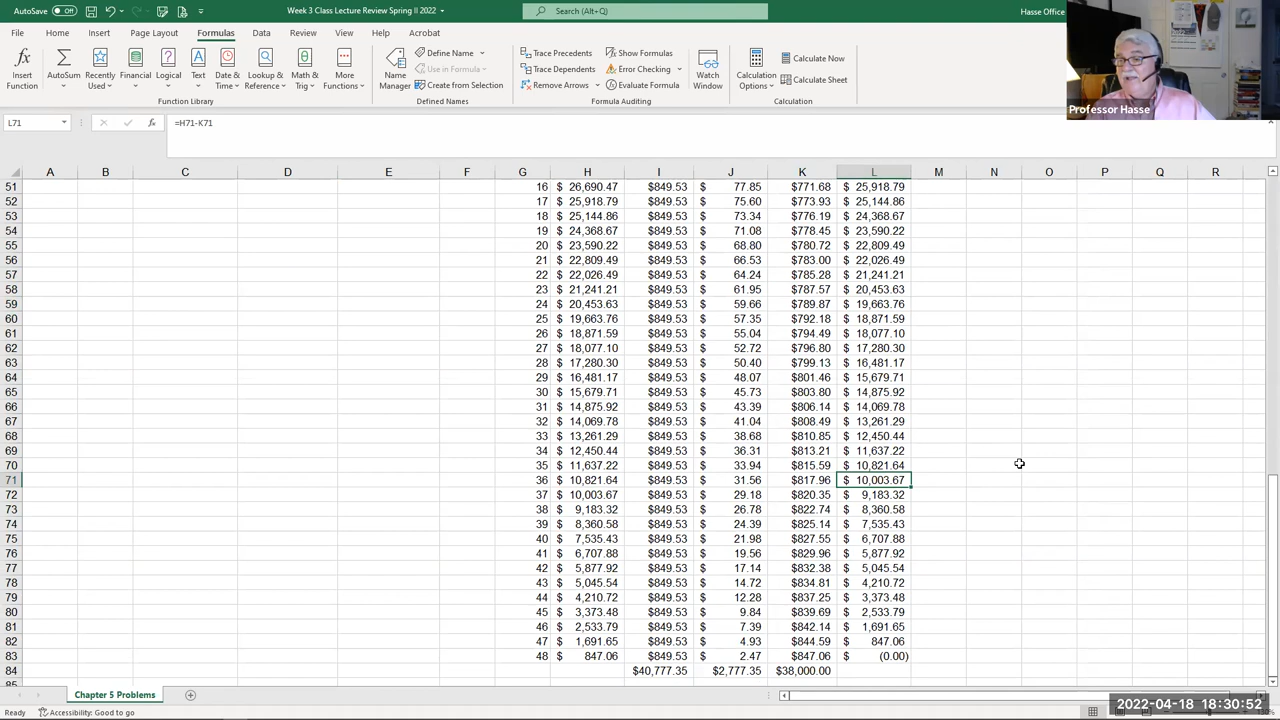 AutoSave Off Week 3 Class Lecture Review Spring II 2022 Search (Alt+Q) Hasse Office
File Home Insert Page Layout Formulas Data Review View Help Acrobat
Insert Function
AutoSum
Recently Used
Financial
Logical
Text
Date & Time
Lookup & Reference
Math & Trig
More Functions
Name Manager
Define Name
Use in Formula
Create from Selection
Trace Precedents
Trace Dependents
Remove Arrows
Show Formulas
Error Checking
Evaluate Formula
Watch Window
Calculation Options
Calculate Now
Calculate Sheet
Function Library Defined Names Formula Auditing Calculation
Professor Hasse
L71 fx =H71-K71
A B C D E F G H I J K L M N O P Q R
51 16 $ 26,690.47 $849.53 $ 77.85 $771.68 $ 25,918.79
52 17 $ 25,918.79 $849.53 $ 75.60 $773.93 $ 25,144.86
53 18 $ 25,144.86 $849.53 $ 73.34 $776.19 $ 24,368.67
54 19 $ 24,368.67 $849.53 $ 71.08 $778.45 $ 23,590.22
55 20 $ 23,590.22 $849.53 $ 68.80 $780.72 $ 22,809.49
56 21 $ 22,809.49 $849.53 $ 66.53 $783.00 $ 22,026.49
57 22 $ 22,026.49 $849.53 $ 64.24 $785.28 $ 21,241.21
58 23 $ 21,241.21 $849.53 $ 61.95 $787.57 $ 20,453.63
59 24 $ 20,453.63 $849.53 $ 59.66 $789.87 $ 19,663.76
60 25 $ 19,663.76 $849.53 $ 57.35 $792.18 $ 18,871.59
61 26 $ 18,871.59 $849.53 $ 55.04 $794.49 $ 18,077.10
62 27 $ 18,077.10 $849.53 $ 52.72 $796.80 $ 17,280.30
63 28 $ 17,280.30 $849.53 $ 50.40 $799.13 $ 16,481.17
64 29 $ 16,481.17 $849.53 $ 48.07 $801.46 $ 15,679.71
65 30 $ 15,679.71 $849.53 $ 45.73 $803.80 $ 14,875.92
66 31 $ 14,875.92 $849.53 $ 43.39 $806.14 $ 14,069.78
67 32 $ 14,069.78 $849.53 $ 41.04 $808.49 $ 13,261.29
68 33 $ 13,261.29 $849.53 $ 38.68 $810.85 $ 12,450.44
69 34 $ 12,450.44 $849.53 $ 36.31 $813.21 $ 11,637.22
70 35 $ 11,637.22 $849.53 $ 33.94 $815.59 $ 10,821.64
71 36 $ 10,821.64 $849.53 $ 31.56 $817.96 $ 10,003.67
72 37 $ 10,003.67 $849.53 $ 29.18 $820.35 $ 9,183.32
73 38 $ 9,183.32 $849.53 $ 26.78 $822.74 $ 8,360.58
74 39 $ 8,360.58 $849.53 $ 24.39 $825.14 $ 7,535.43
75 40 $ 7,535.43 $849.53 $ 21.98 $827.55 $ 6,707.88
76 41 $ 6,707.88 $849.53 $ 19.56 $829.96 $ 5,877.92
77 42 $ 5,877.92 $849.53 $ 17.14 $832.38 $ 5,045.54
78 43 $ 5,045.54 $849.53 $ 14.72 $834.81 $ 4,210.72
79 44 $ 4,210.72 $849.53 $ 12.28 $837.25 $ 3,373.48
80 45 $ 3,373.48 $849.53 $ 9.84 $839.69 $ 2,533.79
81 46 $ 2,533.79 $849.53 $ 7.39 $842.14 $ 1,691.65
82 47 $ 1,691.65 $849.53 $ 4.93 $844.59 $ 847.06
83 48 $ 847.06 $849.53 $ 2.47 $847.06 $ (0.00)
84 $40,777.35 $2,777.35 $38,000.00
Chapter 5 Problems
Ready Accessibility: Good to go
2022-04-18 18:30:52